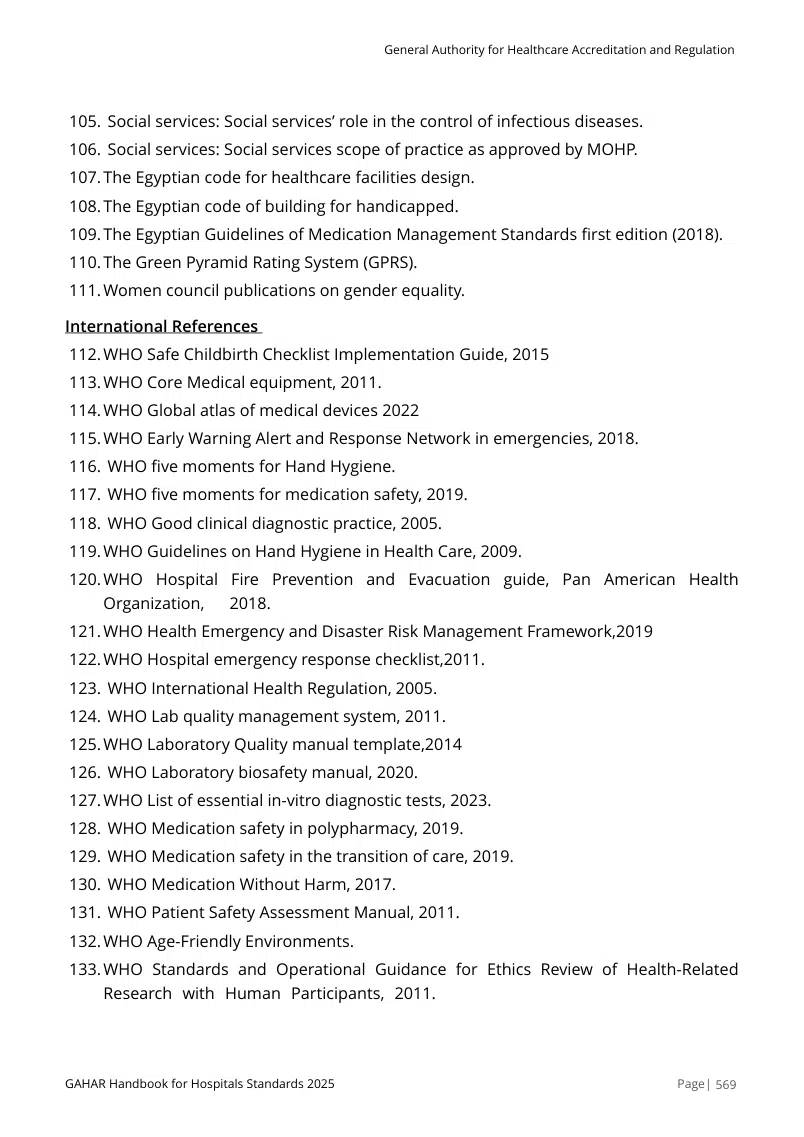 General Authority for Healthcare Accreditation and Regulation
105. Social services: Social services’ role in the control of infectious diseases.
106. Social services: Social services scope of practice as approved by MOHP.
107. The Egyptian code for healthcare facilities design.
108. The Egyptian code of building for handicapped.
109. The Egyptian Guidelines of Medication Management Standards first edition (2018).
110. The Green Pyramid Rating System (GPRS).
111. Women council publications on gender equality.
International References
112. WHO Safe Childbirth Checklist Implementation Guide, 2015
113. WHO Core Medical equipment, 2011.
114. WHO Global atlas of medical devices 2022
115. WHO Early Warning Alert and Response Network in emergencies, 2018.
116. WHO five moments for Hand Hygiene.
117. WHO five moments for medication safety, 2019.
118. WHO Good clinical diagnostic practice, 2005.
119. WHO Guidelines on Hand Hygiene in Health Care, 2009.
120. WHO Hospital Fire Prevention and Evacuation guide, Pan American Health
Organization, 2018.
121. WHO Health Emergency and Disaster Risk Management Framework,2019
122. WHO Hospital emergency response checklist,2011.
123. WHO International Health Regulation, 2005.
124. WHO Lab quality management system, 2011.
125. WHO Laboratory Quality manual template,2014
126. WHO Laboratory biosafety manual, 2020.
127. WHO List of essential in-vitro diagnostic tests, 2023.
128. WHO Medication safety in polypharmacy, 2019.
129. WHO Medication safety in the transition of care, 2019.
130. WHO Medication Without Harm, 2017.
131. WHO Patient Safety Assessment Manual, 2011.
132. WHO Age-Friendly Environments.
133. WHO Standards and Operational Guidance for Ethics Review of Health-Related
Research with Human Participants, 2011.
GAHAR Handbook for Hospitals Standards 2025
Page| 569